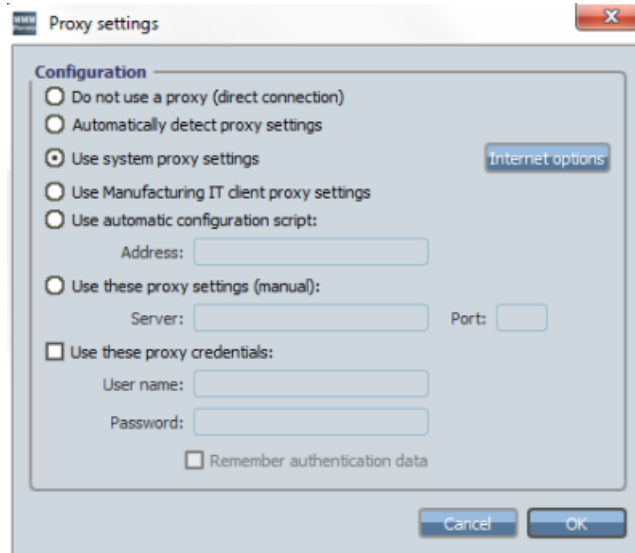 Proxy settings
Configuration
Do not use a proxy (direct connection)
Automatically detect proxy settings
Use system proxy settings
Internet options
Use Manufacturing IT client proxy settings
Use automatic configuration script:
Address:
Use these proxy settings (manual):
Server:
Port:
Use these proxy credentials:
User name:
Password:
Remember authentication data
Cancel
OK